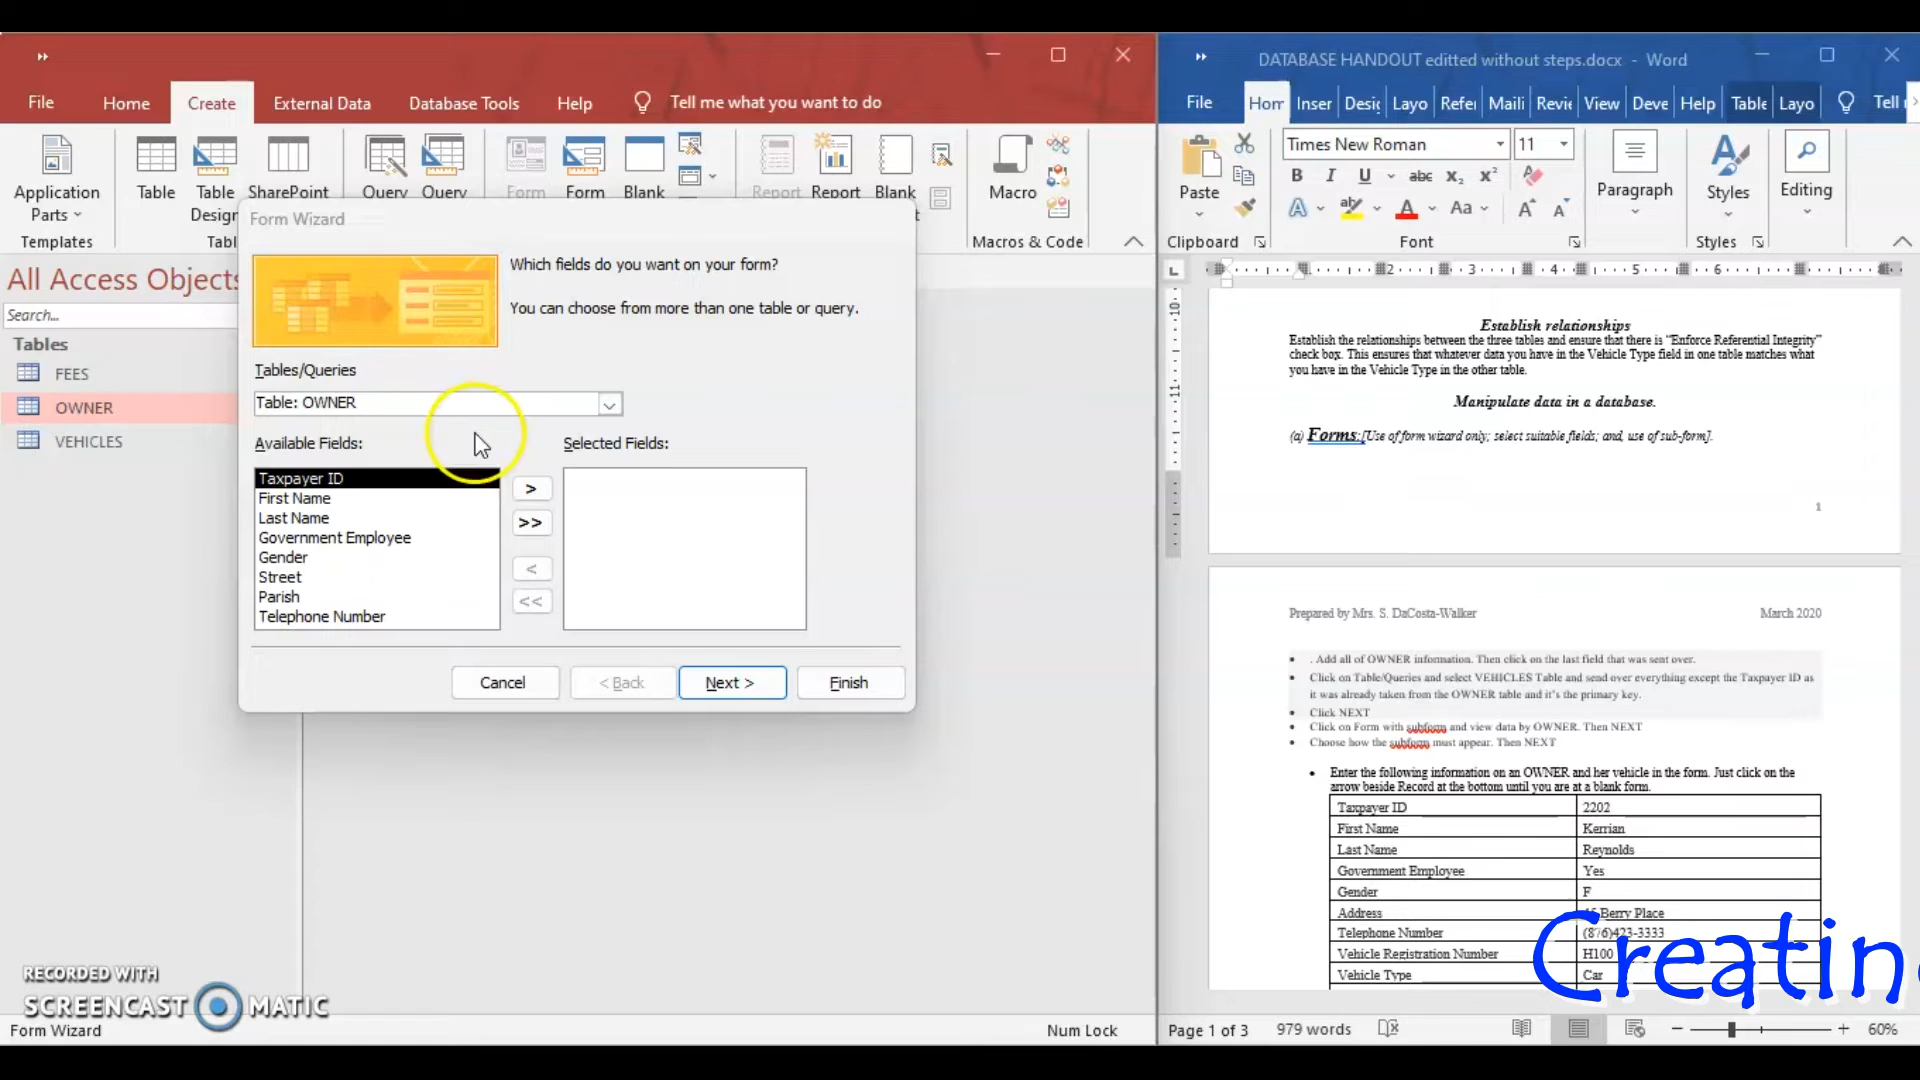 File Home Create External Data Database Tools Help Tell me what you want to do
Application Parts
Templates
Table
Table Design
SharePoint
Query
Query
Form
Form
Blank
Report
Report
Blank
Macro
Macros & Code
All Access Objects
Search...
Tables
FEES
OWNER
VEHICLES
Form Wizard
Which fields do you want on your form?
You can choose from more than one table or query.
Tables/Queries
Table: OWNER
Available Fields:
Selected Fields:
Taxpayer ID
First Name
Last Name
Government Employee
Gender
Street
Parish
Telephone Number
>
>>
<
<<
Cancel
< Back
Next >
Finish
RECORDED WITH
SCREENCAST MATIC
Form Wizard
Num Lock
DATABASE HANDOUT editted without steps.docx - Word
File Hom Inser Desig Layo Refer Maili Revie View Deve Help Table Layo Tell
Paste
Clipboard
Times New Roman 11
B I U abc x₂ x²
A ab A Aa A A
Font
Paragraph
Styles
Styles
Editing
2 3 4 5 6
10
11
Establish relationships
Establish the relationships between the three tables and ensure that there is “Enforce Referential Integrity”
check box. This ensures that whatever data you have in the Vehicle Type field in one table matches what
you have in the Vehicle Type in the other table.
Manipulate data in a database.
(a) Forms:[Use of form wizard only; select suitable fields; and, use of sub-form].
1
Prepared by Mrs. S. DaCosta-Walker March 2020
. Add all of OWNER information. Then click on the last field that was sent over.
Click on Table/Queries and select VEHICLES Table and send over everything except the Taxpayer ID as
it was already taken from the OWNER table and it's the primary key.
Click NEXT
Click on Form with subform and view data by OWNER. Then NEXT
Choose how the subform must appear. Then NEXT
Enter the following information on an OWNER and her vehicle in the form. Just click on the
arrow beside Record at the bottom until you are at a blank form.
Taxpayer ID 2202
First Name Kerrian
Last Name Reynolds
Government Employee Yes
Gender F
Address Berry Place
Telephone Number (876)423-3333
Vehicle Registration Number H100
Vehicle Type Car
Creatin
Page 1 of 3 979 words
60%